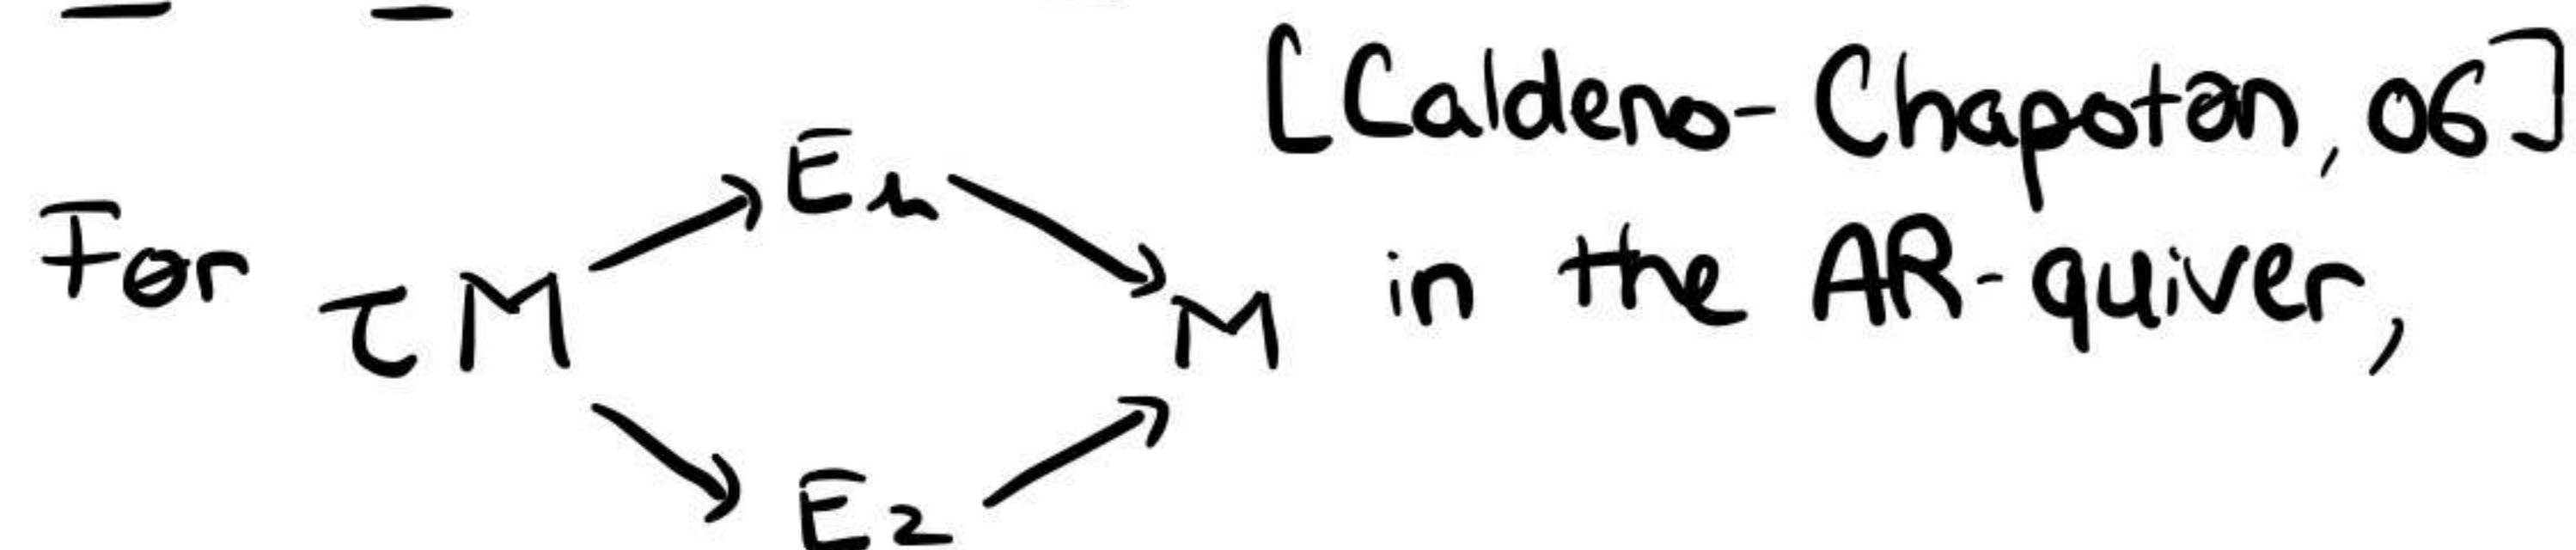 [Caldero-Chapoton, 06]
E₁
For τM M in the AR-quiver,
E₂